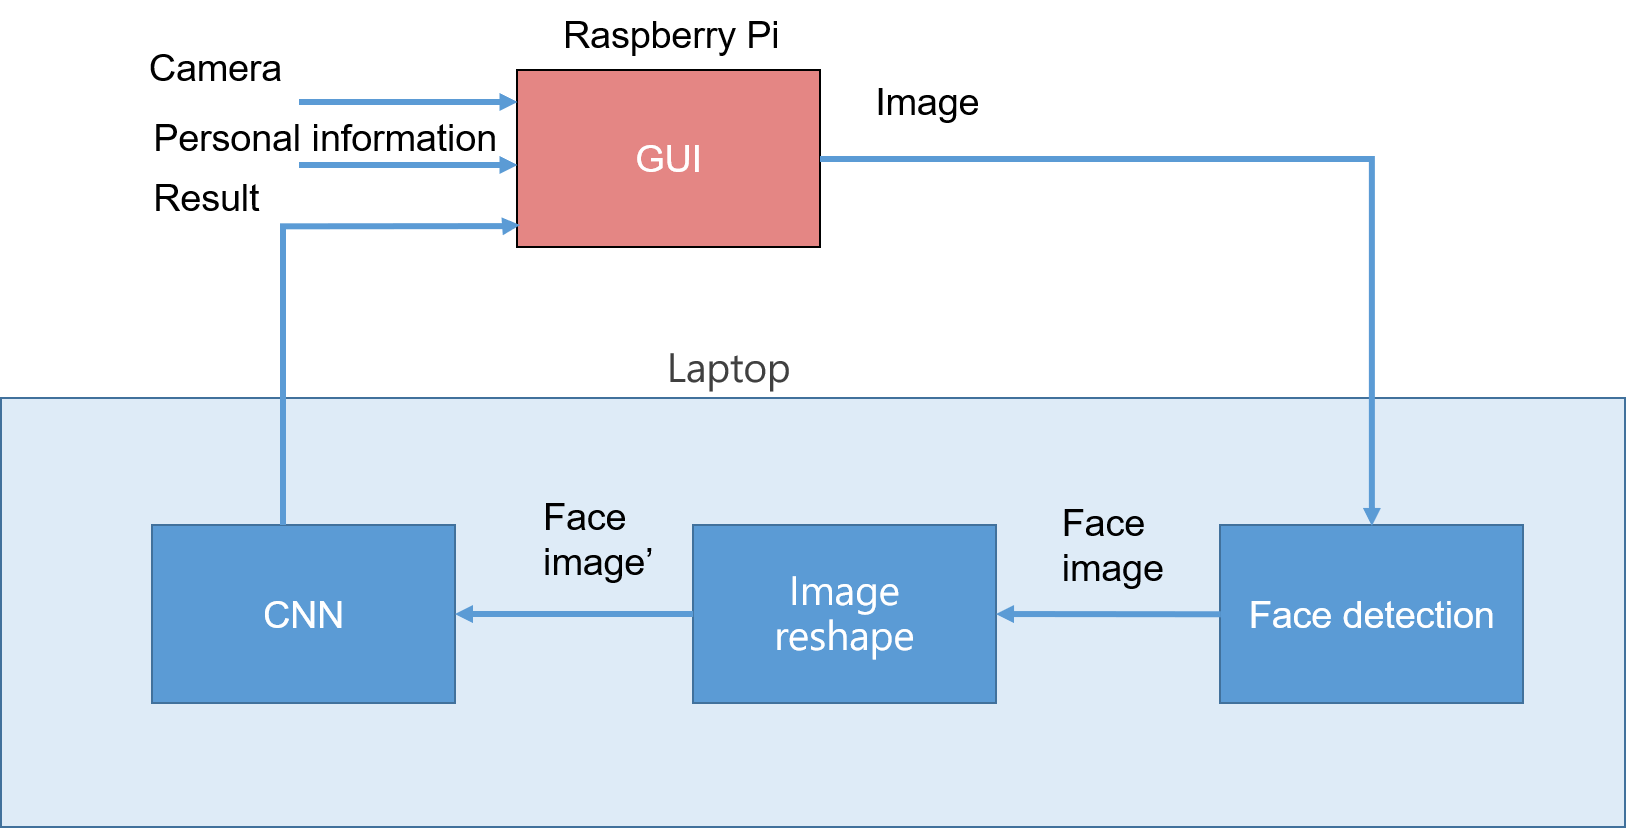 Raspberry Pi
Camera
Personal information
Result
GUI
Image
Laptop
Face
image’
Face
image
CNN
Image
reshape
Face detection